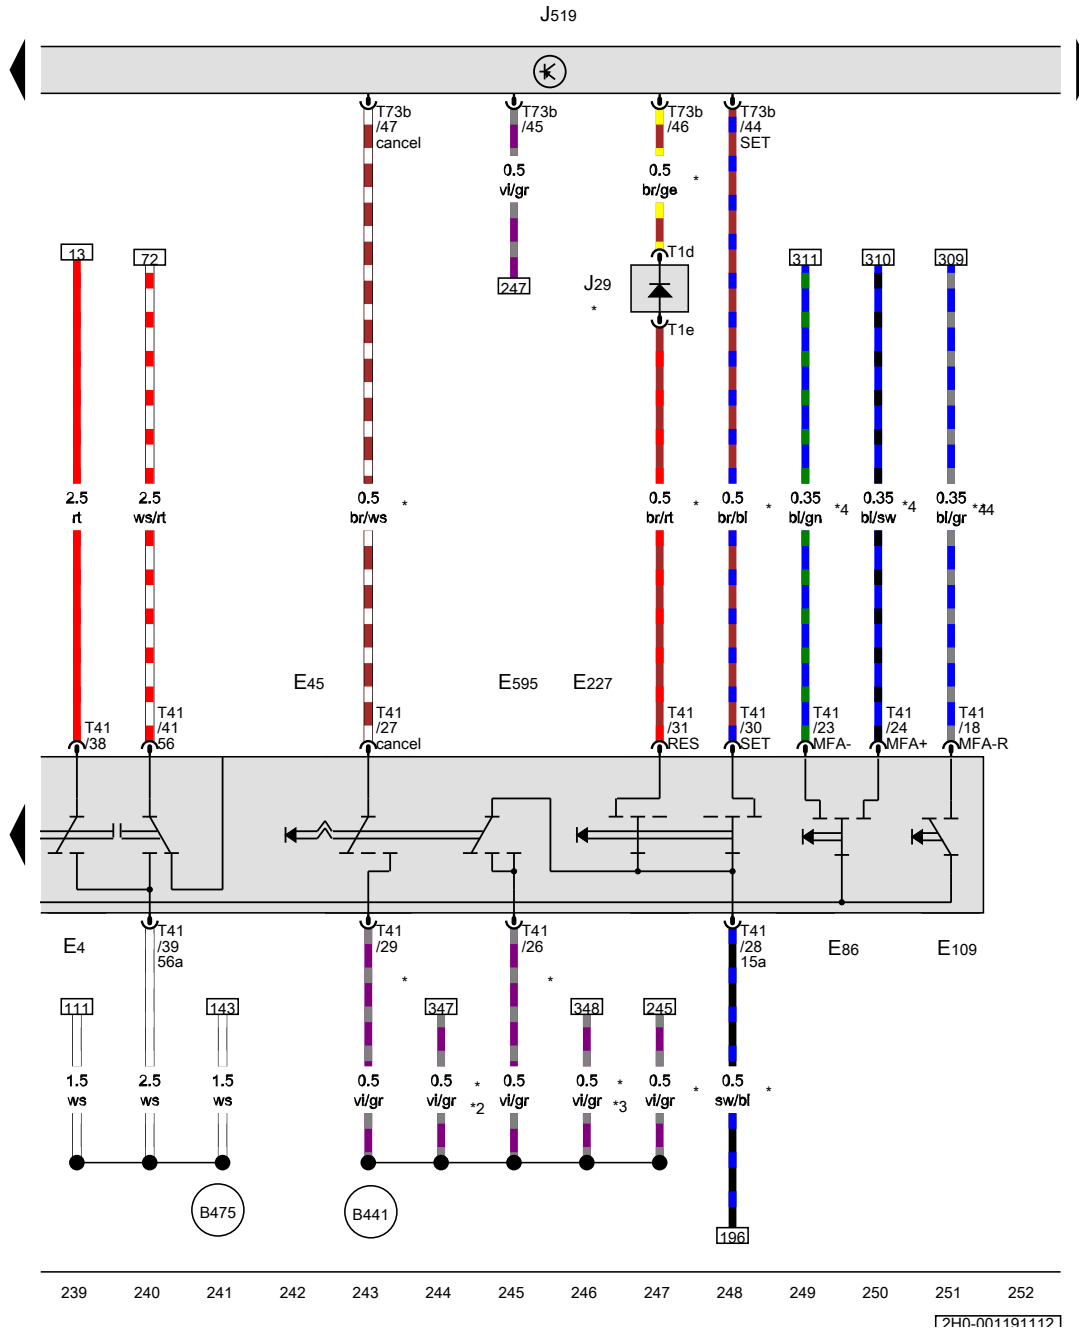 J519
T73b
/47
cancel
T73b
/45
T73b
/46
T73b
/44
SET
0.5
vi/gr
0.5
br/ge
*
13
72
247
T1d
J29
*
T1e
311
310
309
2.5
rt
2.5
ws/rt
0.5
br/ws
*
0.5
br/rt
*
0.5
br/bl
*
0.35
bl/gn
*4
0.35
bl/sw
*4
0.35
bl/gr
E45
E595
E227
T41
/38
T41
/41
56
T41
/27
cancel
T41
/31
RES
T41
/30
SET
T41
/23
MFA-
T41
/24
MFA+
T41
/18
MFA-R
E4
T41
/39
56a
T41
/29
*
T41
/26
*
T41
/28
15a
E86
E109
111
143
347
348
245
1.5
ws
2.5
ws
1.5
ws
0.5
vi/gr
0.5
vi/gr
*
*2
0.5
vi/gr
0.5
vi/gr
*
*3
0.5
vi/gr
*
0.5
sw/bl
*
B475
B441
196
239 240 241 242 243 244 245 246 247 248 249 250 251 252
2H0-001191112